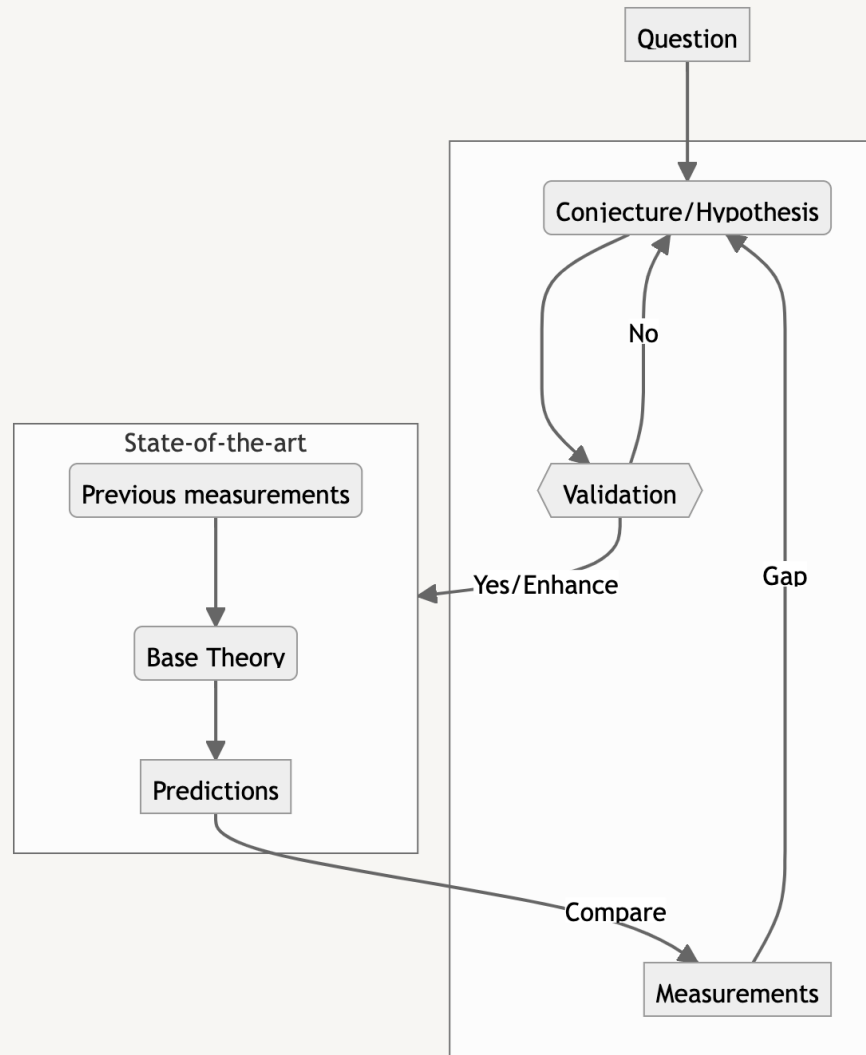 Question
Conjecture/Hypothesis
No
State-of-the-art
Previous measurements
Validation
Yes/Enhance
Gap
Base Theory
Predictions
Compare
Measurements